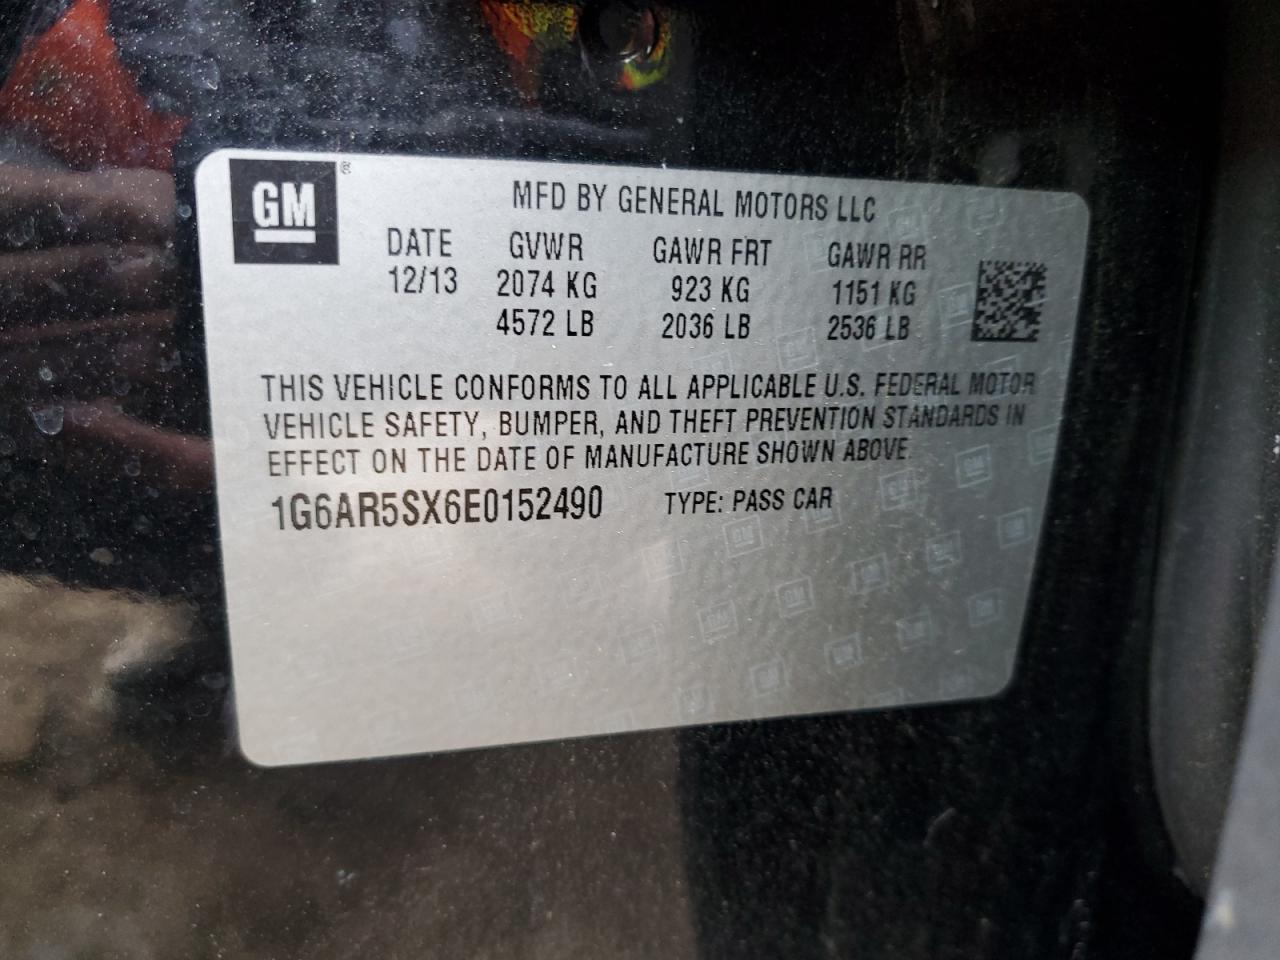 GM ®
MFD BY GENERAL MOTORS LLC
DATE GVWR GAWR FRT GAWR RR
12/13 2074 KG 923 KG 1151 KG
4572 LB 2036 LB 2536 LB
THIS VEHICLE CONFORMS TO ALL APPLICABLE U.S. FEDERAL MOTOR
VEHICLE SAFETY, BUMPER, AND THEFT PREVENTION STANDARDS IN
EFFECT ON THE DATE OF MANUFACTURE SHOWN ABOVE.
1G6AR5SX6E0152490 TYPE: PASS CAR